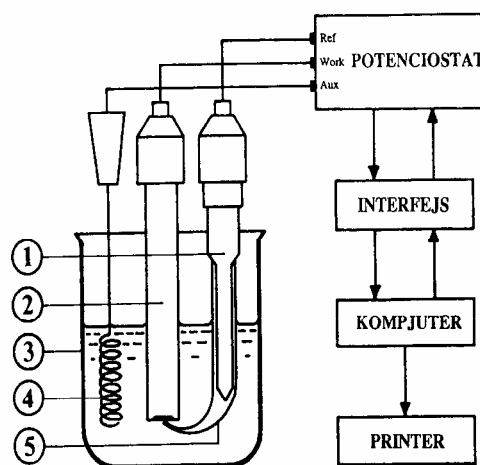 Ref
Work
Aux
POTENCIOSTAT
INTERFEJS
KOMPJUTER
PRINTER
1
2
3
4
5